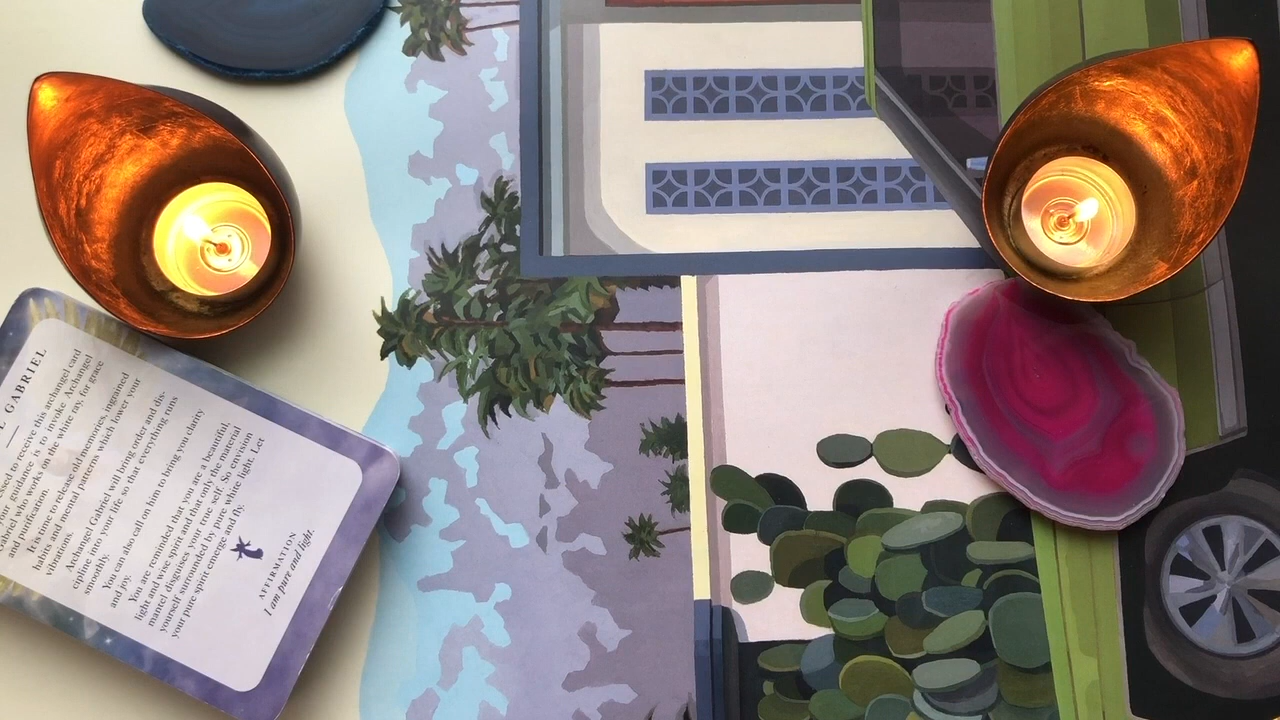 L GABRIEL
essed to receive this archangel card
your guidance is to invoke Archangel
abriel who works on the white ray, for grace
and purification.
It is time to release old memories, ingrained
habits and mental patterns which lower your
vibrations.
Archangel Gabriel will bring order and dis-
cipline into your life so that everything runs
smoothly.
You can also call on him to bring you clarity
and joy.
You are reminded that you are a beautiful,
light and wise spirit and that only the material
mantel disguises your true self. So envision
yourself surrounded by pure white light. Let
your pure spirit emerge and fly.
AFFIRMATION
I am pure and light.